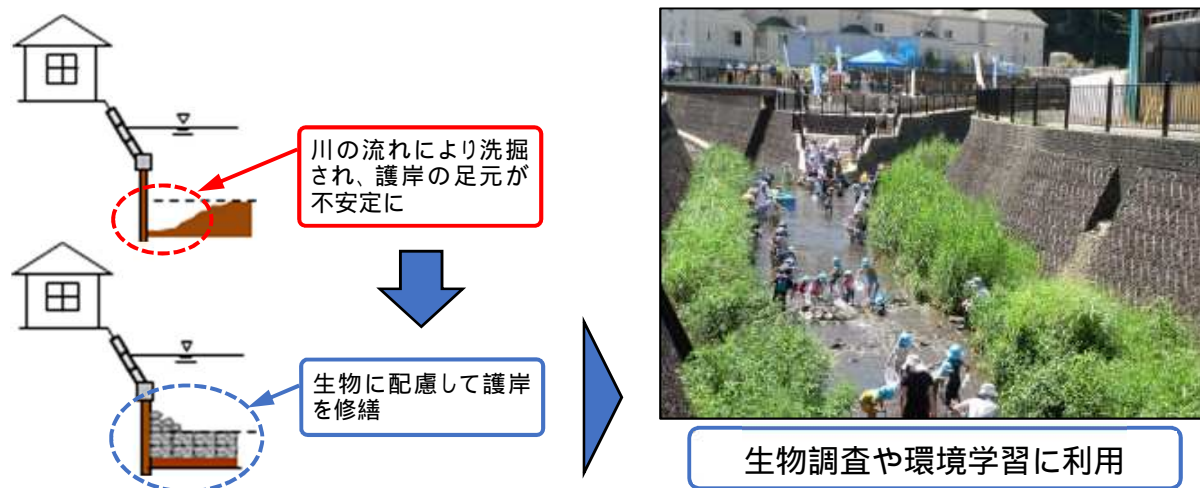 川の流れにより洗掘
され、護岸の足元が
不安定に
生物に配慮して護岸
を修繕
生物調査や環境学習に利用